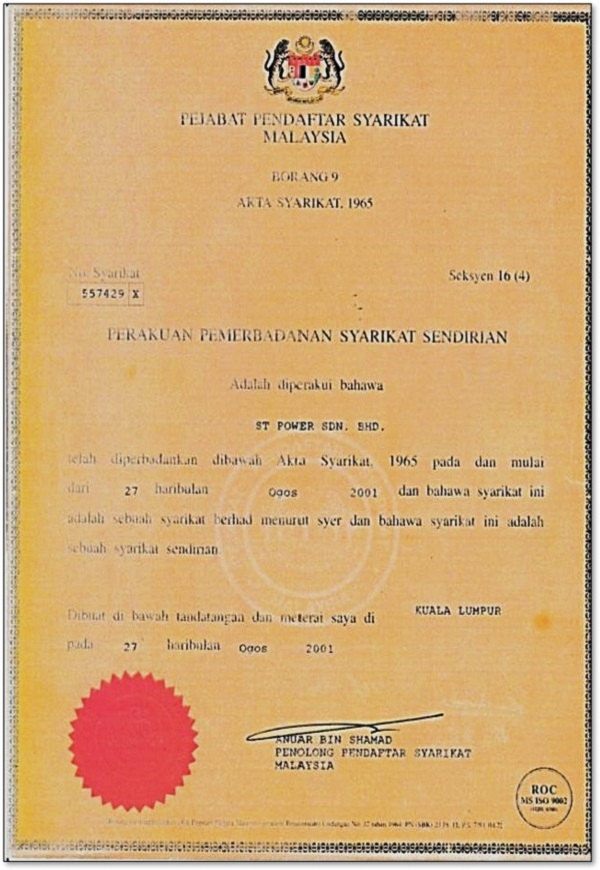 PEJABAT PENDAFTAR SYARIKAT
MALAYSIA
BORANG 9
AKTA SYARIKAT, 1965
No. Syarikat
557429 X
Seksyen 16 (4)
PERAKUAN PEMERBADANAN SYARIKAT SENDIRIAN
Adalah diperakui bahawa
ST POWER SDN. BHD.
telah diperbadankan dibawah Akta Syarikat, 1965 pada dan mulai
dari 27 haribulan Ogos 2001 dan bahawa syarikat ini
adalah sebuah syarikat berhad menurut syer dan bahawa syarikat ini adalah
sebuah syarikat sendirian.
Dibuat di bawah tandatangan dan meterai saya di KUALA LUMPUR
pada 27 haribulan Ogos 2001
ANUAR BIN SHAMAD
PENOLONG PENDAFTAR SYARIKAT
MALAYSIA
ROC
MS ISO 9002